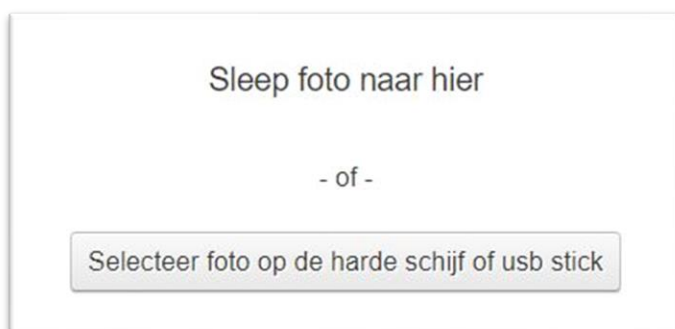 Sleep foto naar hier
- of -
Selecteer foto op de harde schijf of usb stick